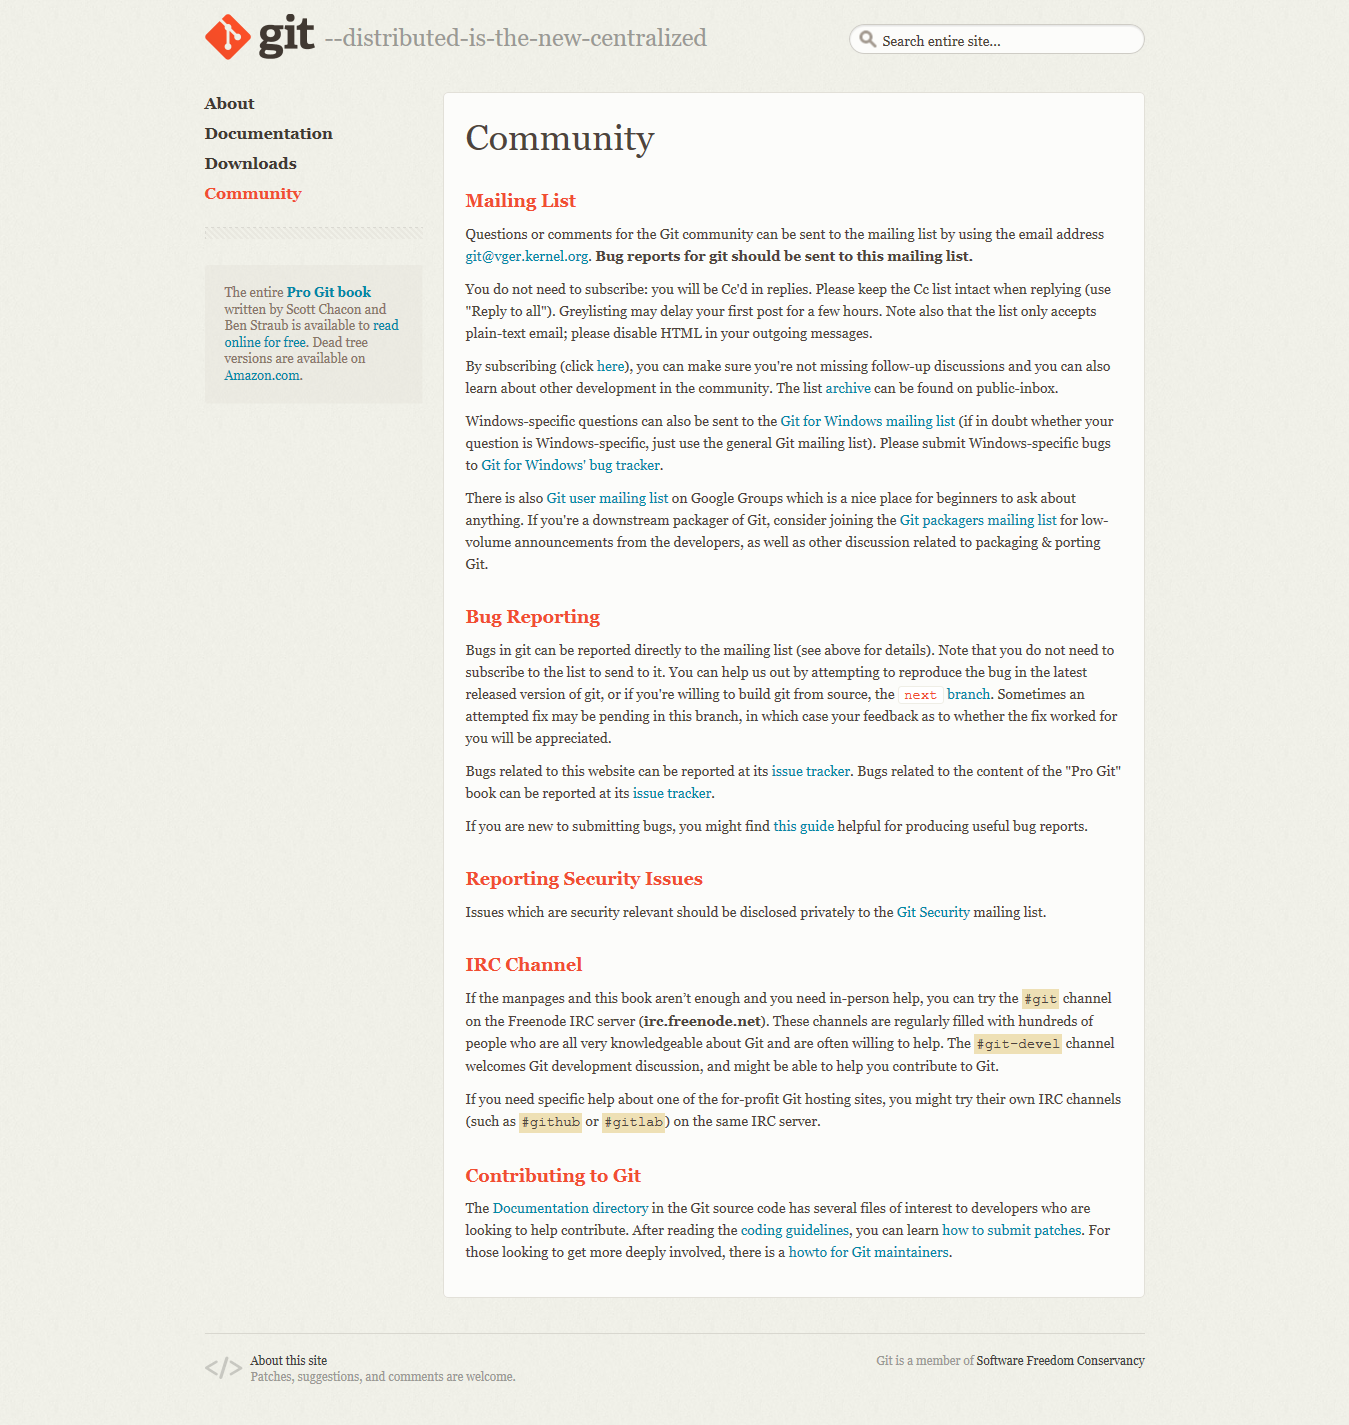 git --distributed-is-the-new-centralized
Search entire site...
About
Documentation
Downloads
Community
The entire Pro Git book
written by Scott Chacon and
Ben Straub is available to read
online for free. Dead tree
versions are available on
Amazon.com.
Community
Mailing List
Questions or comments for the Git community can be sent to the mailing list by using the email address
git@vger.kernel.org. Bug reports for git should be sent to this mailing list.
You do not need to subscribe: you will be Cc'd in replies. Please keep the Cc list intact when replying (use
"Reply to all"). Greylisting may delay your first post for a few hours. Note also that the list only accepts
plain-text email; please disable HTML in your outgoing messages.
By subscribing (click here), you can make sure you're not missing follow-up discussions and you can also
learn about other development in the community. The list archive can be found on public-inbox.
Windows-specific questions can also be sent to the Git for Windows mailing list (if in doubt whether your
question is Windows-specific, just use the general Git mailing list). Please submit Windows-specific bugs
to Git for Windows' bug tracker.
There is also Git user mailing list on Google Groups which is a nice place for beginners to ask about
anything. If you're a downstream packager of Git, consider joining the Git packagers mailing list for low-
volume announcements from the developers, as well as other discussion related to packaging & porting
Git.
Bug Reporting
Bugs in git can be reported directly to the mailing list (see above for details). Note that you do not need to
subscribe to the list to send to it. You can help us out by attempting to reproduce the bug in the latest
released version of git, or if you're willing to build git from source, the next branch. Sometimes an
attempted fix may be pending in this branch, in which case your feedback as to whether the fix worked for
you will be appreciated.
Bugs related to this website can be reported at its issue tracker. Bugs related to the content of the "Pro Git"
book can be reported at its issue tracker.
If you are new to submitting bugs, you might find this guide helpful for producing useful bug reports.
Reporting Security Issues
Issues which are security relevant should be disclosed privately to the Git Security mailing list.
IRC Channel
If the manpages and this book aren’t enough and you need in-person help, you can try the #git channel
on the Freenode IRC server (irc.freenode.net). These channels are regularly filled with hundreds of
people who are all very knowledgeable about Git and are often willing to help. The #git-devel channel
welcomes Git development discussion, and might be able to help you contribute to Git.
If you need specific help about one of the for-profit Git hosting sites, you might try their own IRC channels
(such as #github or #gitlab) on the same IRC server.
Contributing to Git
The Documentation directory in the Git source code has several files of interest to developers who are
looking to help contribute. After reading the coding guidelines, you can learn how to submit patches. For
those looking to get more deeply involved, there is a howto for Git maintainers.
</> About this site
Patches, suggestions, and comments are welcome.
Git is a member of Software Freedom Conservancy